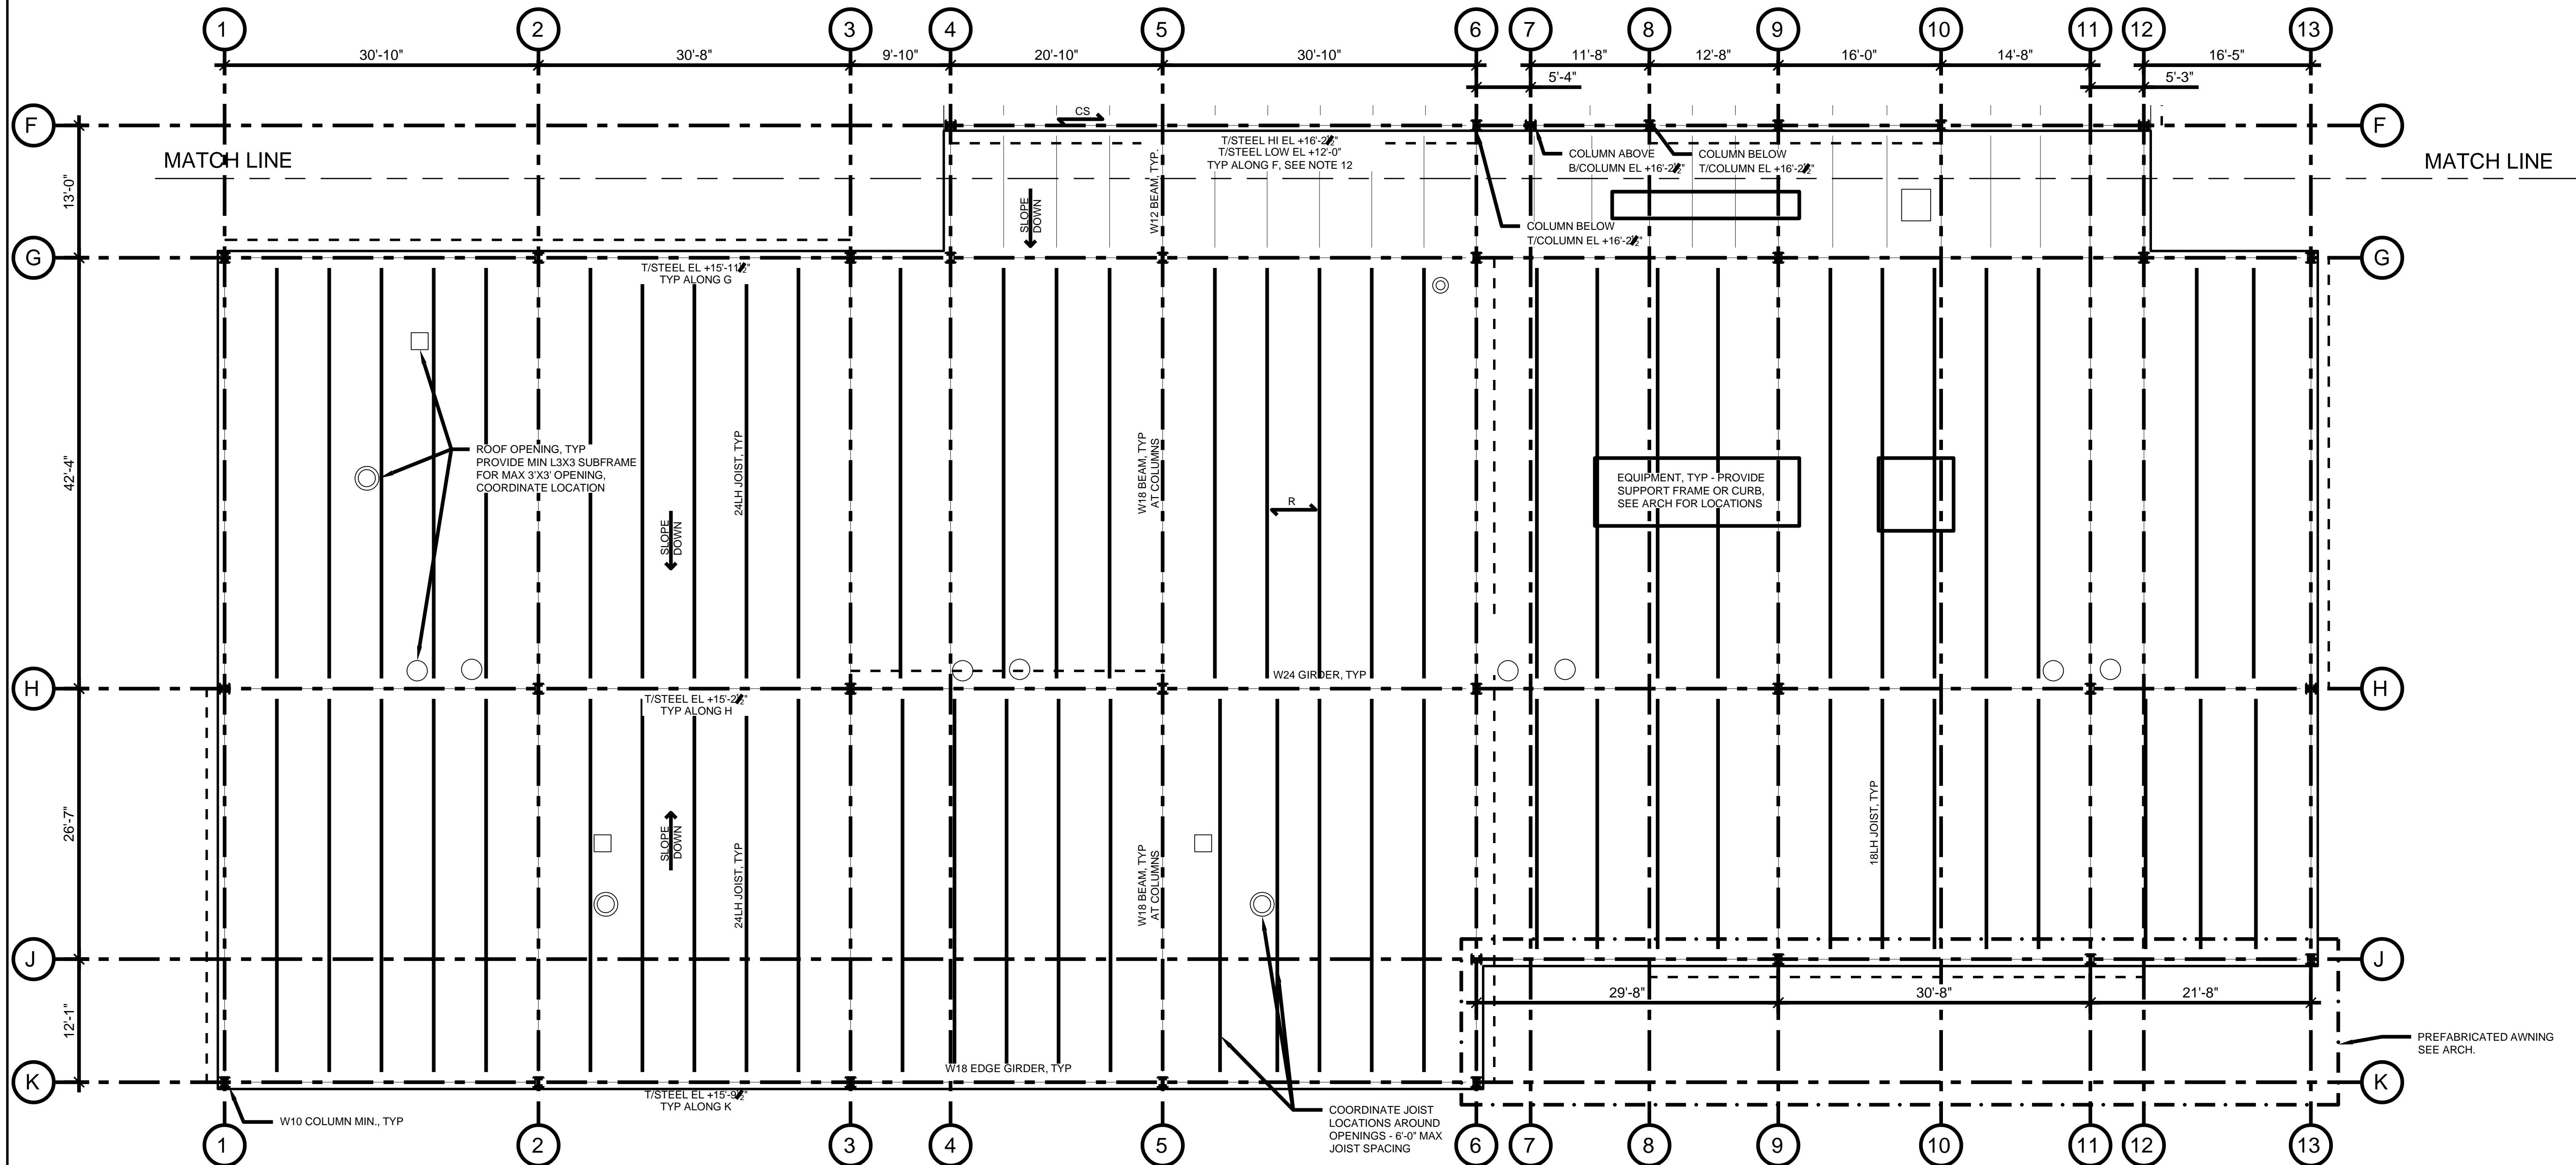 1 2 3 4 5 6 7 8 9 10 11 12 13
30'-10" 30'-8" 9'-10" 20'-10" 30'-10" 11'-8" 12'-8" 16'-0" 14'-8" 16'-5"
5'-4" 5'-3"
F F
CS
T/STEEL HI EL +16'-2½"
T/STEEL LOW EL +12'-0"
TYP ALONG F, SEE NOTE 12
MATCH LINE
MATCH LINE
COLUMN ABOVE
B/COLUMN EL +16'-2½"
COLUMN BELOW
T/COLUMN EL +16'-2½"
13'-0"
SLOPE
DOWN
W12 BEAM, TYP.
COLUMN BELOW
T/COLUMN EL +16'-2½"
G G
T/STEEL EL +15'-11½"
TYP ALONG G
ROOF OPENING, TYP
PROVIDE MIN L3X3 SUBFRAME
FOR MAX 3'X3' OPENING,
COORDINATE LOCATION
42'-4"
24LH JOIST, TYP
W18 BEAM, TYP
AT COLUMNS
R
EQUIPMENT, TYP - PROVIDE
SUPPORT FRAME OR CURB,
SEE ARCH FOR LOCATIONS
SLOPE
DOWN
W24 GIRDER, TYP
H H
T/STEEL EL +15'-2½"
TYP ALONG H
26'-7"
SLOPE
DOWN
24LH JOIST, TYP
W18 BEAM, TYP
AT COLUMNS
18LH JOIST, TYP
J J
29'-8" 30'-8" 21'-8"
12'-1"
PREFABRICATED AWNING
SEE ARCH.
W18 EDGE GIRDER, TYP
K K
T/STEEL EL +15'-9½"
TYP ALONG K
W10 COLUMN MIN., TYP
COORDINATE JOIST
LOCATIONS AROUND
OPENINGS - 6'-0" MAX
JOIST SPACING
1 2 3 4 5 6 7 8 9 10 11 12 13